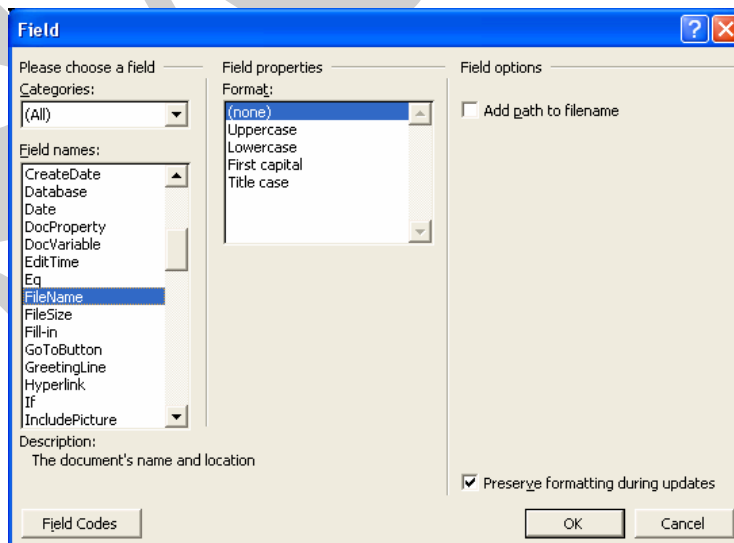 Field
Please choose a field
Categories:
(All)
Field names:
CreateDate
Database
Date
DocProperty
DocVariable
EditTime
Eq
FileName
FileSize
Fill-in
GoToButton
GreetingLine
Hyperlink
If
IncludePicture
Description:
The document's name and location
Field properties
Format:
(none)
Uppercase
Lowercase
First capital
Title case
Field options
Add path to filename
Preserve formatting during updates
Field Codes
OK
Cancel